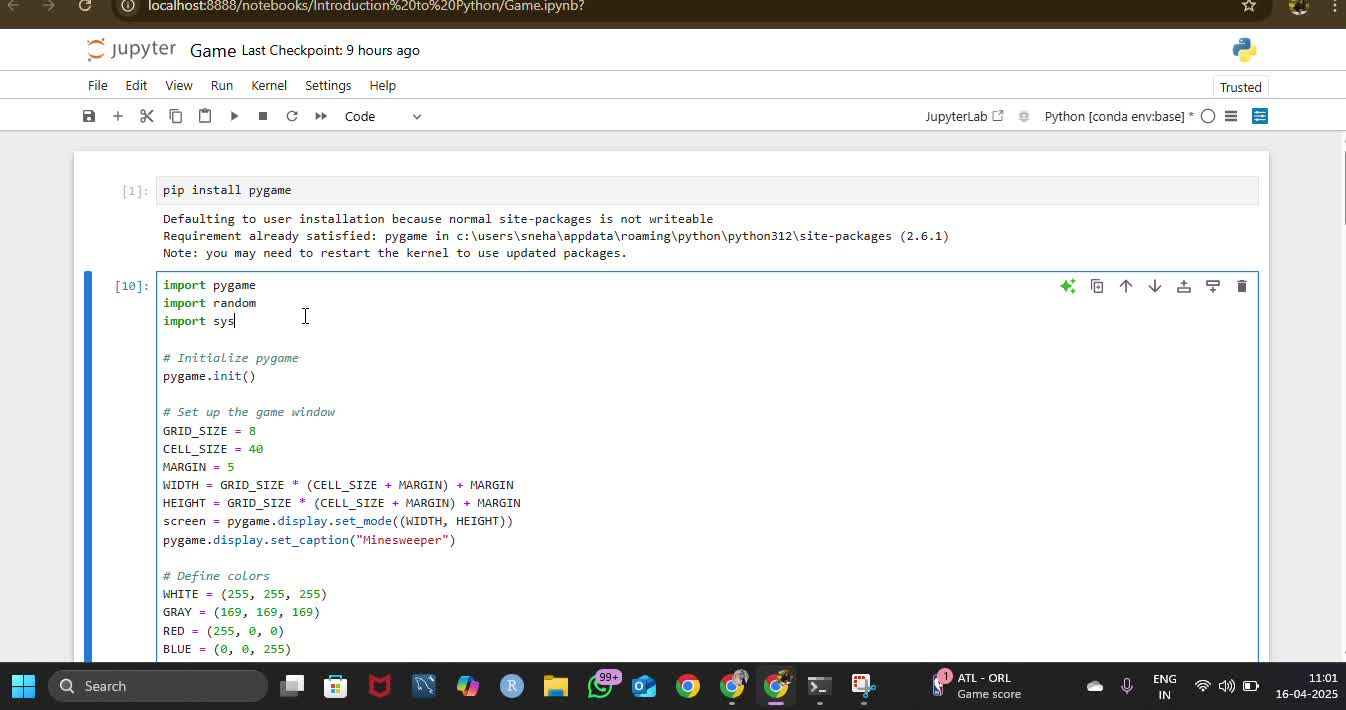 localhost:8888/notebooks/Introduction%20to%20Python/Game.ipynb?
jupyter Game Last Checkpoint: 9 hours ago
File Edit View Run Kernel Settings Help
Trusted
Code
JupyterLab Python [conda env:base] *
[1]: pip install pygame
Defaulting to user installation because normal site-packages is not writeable
Requirement already satisfied: pygame in c:\users\sneha\appdata\roaming\python\python312\site-packages (2.6.1)
Note: you may need to restart the kernel to use updated packages.
[10]: import pygame
import random
import sys
# Initialize pygame
pygame.init()
# Set up the game window
GRID_SIZE = 8
CELL_SIZE = 40
MARGIN = 5
WIDTH = GRID_SIZE * (CELL_SIZE + MARGIN) + MARGIN
HEIGHT = GRID_SIZE * (CELL_SIZE + MARGIN) + MARGIN
screen = pygame.display.set_mode((WIDTH, HEIGHT))
pygame.display.set_caption("Minesweeper")
# Define colors
WHITE = (255, 255, 255)
GRAY = (169, 169, 169)
RED = (255, 0, 0)
BLUE = (0, 0, 255)
Search
R
99+
1
ATL - ORL
Game score
ENG
IN
11:01
16-04-2025